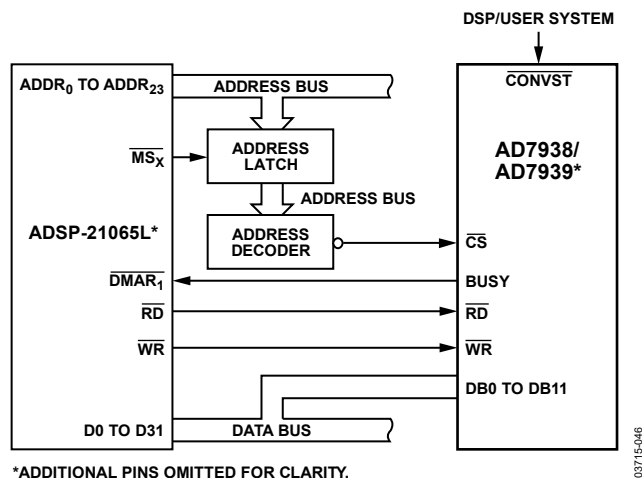 DSP/USER SYSTEM
ADDR0 TO ADDR23
ADDRESS BUS
CONVST
MSX
ADDRESS
LATCH
AD7938/
AD7939*
ADDRESS BUS
ADSP-21065L*
ADDRESS
DECODER
CS
DMAR1
BUSY
RD
RD
WR
WR
DB0 TO DB11
D0 TO D31
DATA BUS
*ADDITIONAL PINS OMITTED FOR CLARITY.
03715-046